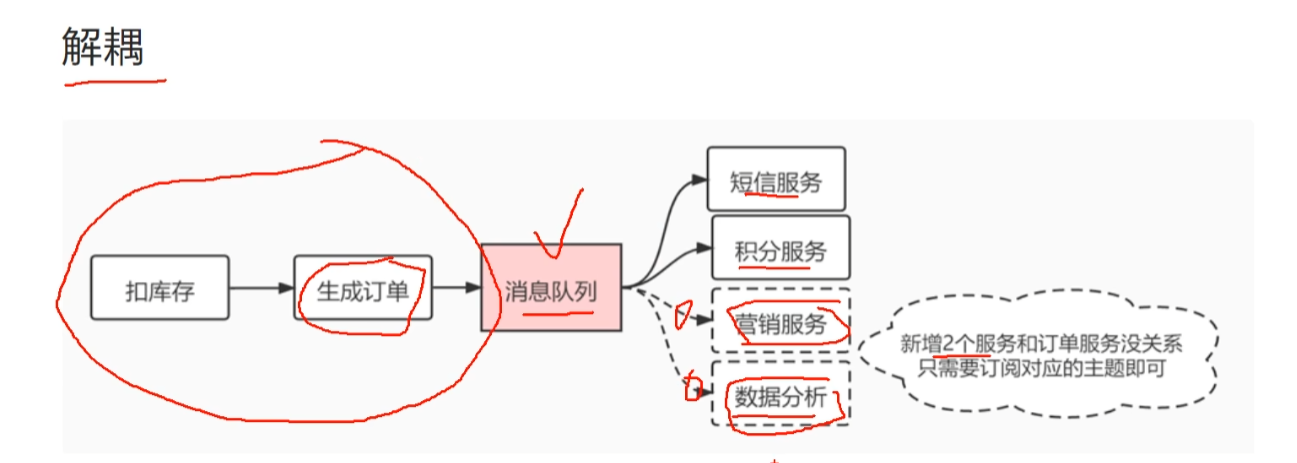 解耦
短信服务
积分服务
扣库存
生成订单
消息队列
营销服务
数据分析
新增2个服务和订单服务没关系
只需要订阅对应的主题即可